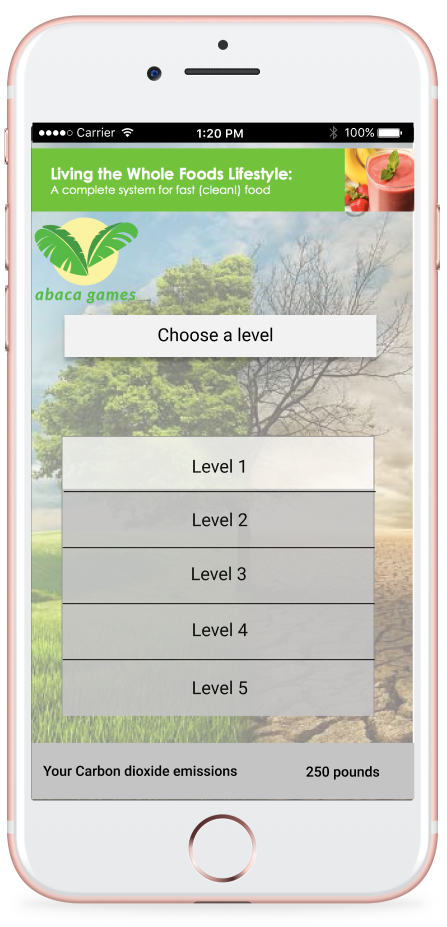 ●●●●○ Carrier 1:20 PM 100%
Living the Whole Foods Lifestyle:
A complete system for fast (clean!) food
abaca games
Choose a level
Level 1
Level 2
Level 3
Level 4
Level 5
Your Carbon dioxide emissions 250 pounds